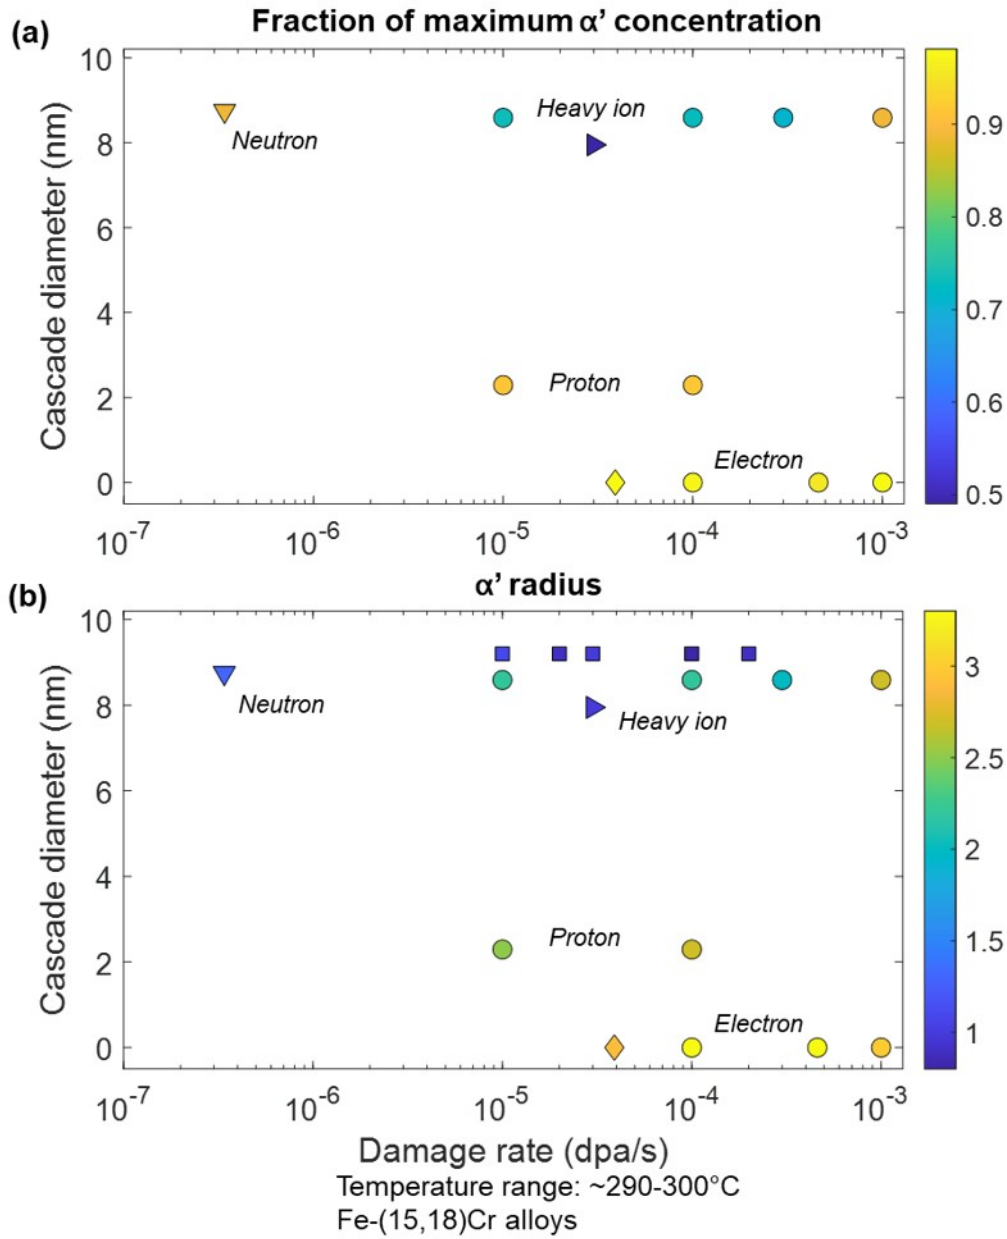 (a)
Fraction of maximum α’ concentration
10
8
6
4
2
0
Cascade diameter (nm)
Neutron
Heavy ion
Proton
Electron
10-7
10-6
10-5
10-4
10-3
0.9
0.8
0.7
0.6
0.5
(b)
α’ radius
10
8
6
4
2
0
Cascade diameter (nm)
Neutron
Heavy ion
Proton
Electron
10-7
10-6
10-5
10-4
10-3
3
2.5
2
1.5
1
Damage rate (dpa/s)
Temperature range: ~290-300°C
Fe-(15,18)Cr alloys